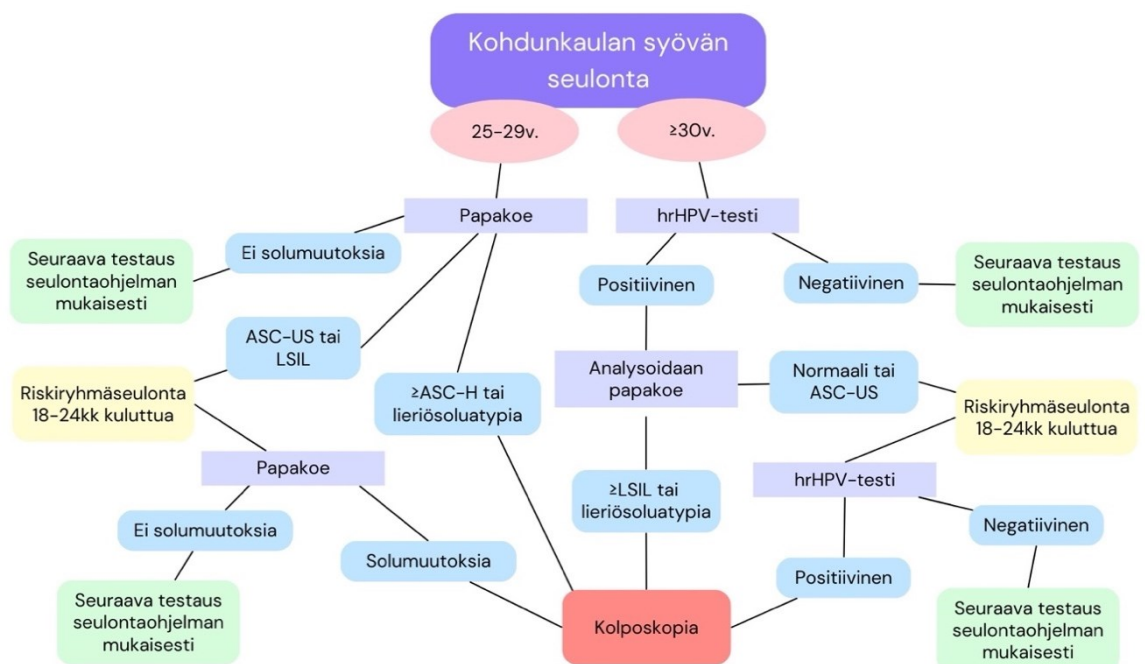 Kohdunkaulan syövän
seulonta
25-29v.
≥30v.
Papakoe
hrHPV-testi
Ei solumuutoksia
Seuraava testaus
seulontaohjelman
mukaisesti
Positiivinen
Negatiivinen
Seuraava testaus
seulontaohjelman
mukaisesti
ASC-US tai
LSIL
≥ASC-H tai
lieriösoluatypia
Analysoidaan
papakoe
Normaali tai
ASC-US
Riskiryhmäseulonta
18-24kk kuluttua
Riskiryhmäseulonta
18-24kk kuluttua
Papakoe
≥LSIL tai
lieriösoluatypia
hrHPV-testi
Ei solumuutoksia
Solumuutoksia
Positiivinen
Negatiivinen
Seuraava testaus
seulontaohjelman
mukaisesti
Kolposkopia
Seuraava testaus
seulontaohjelman
mukaisesti